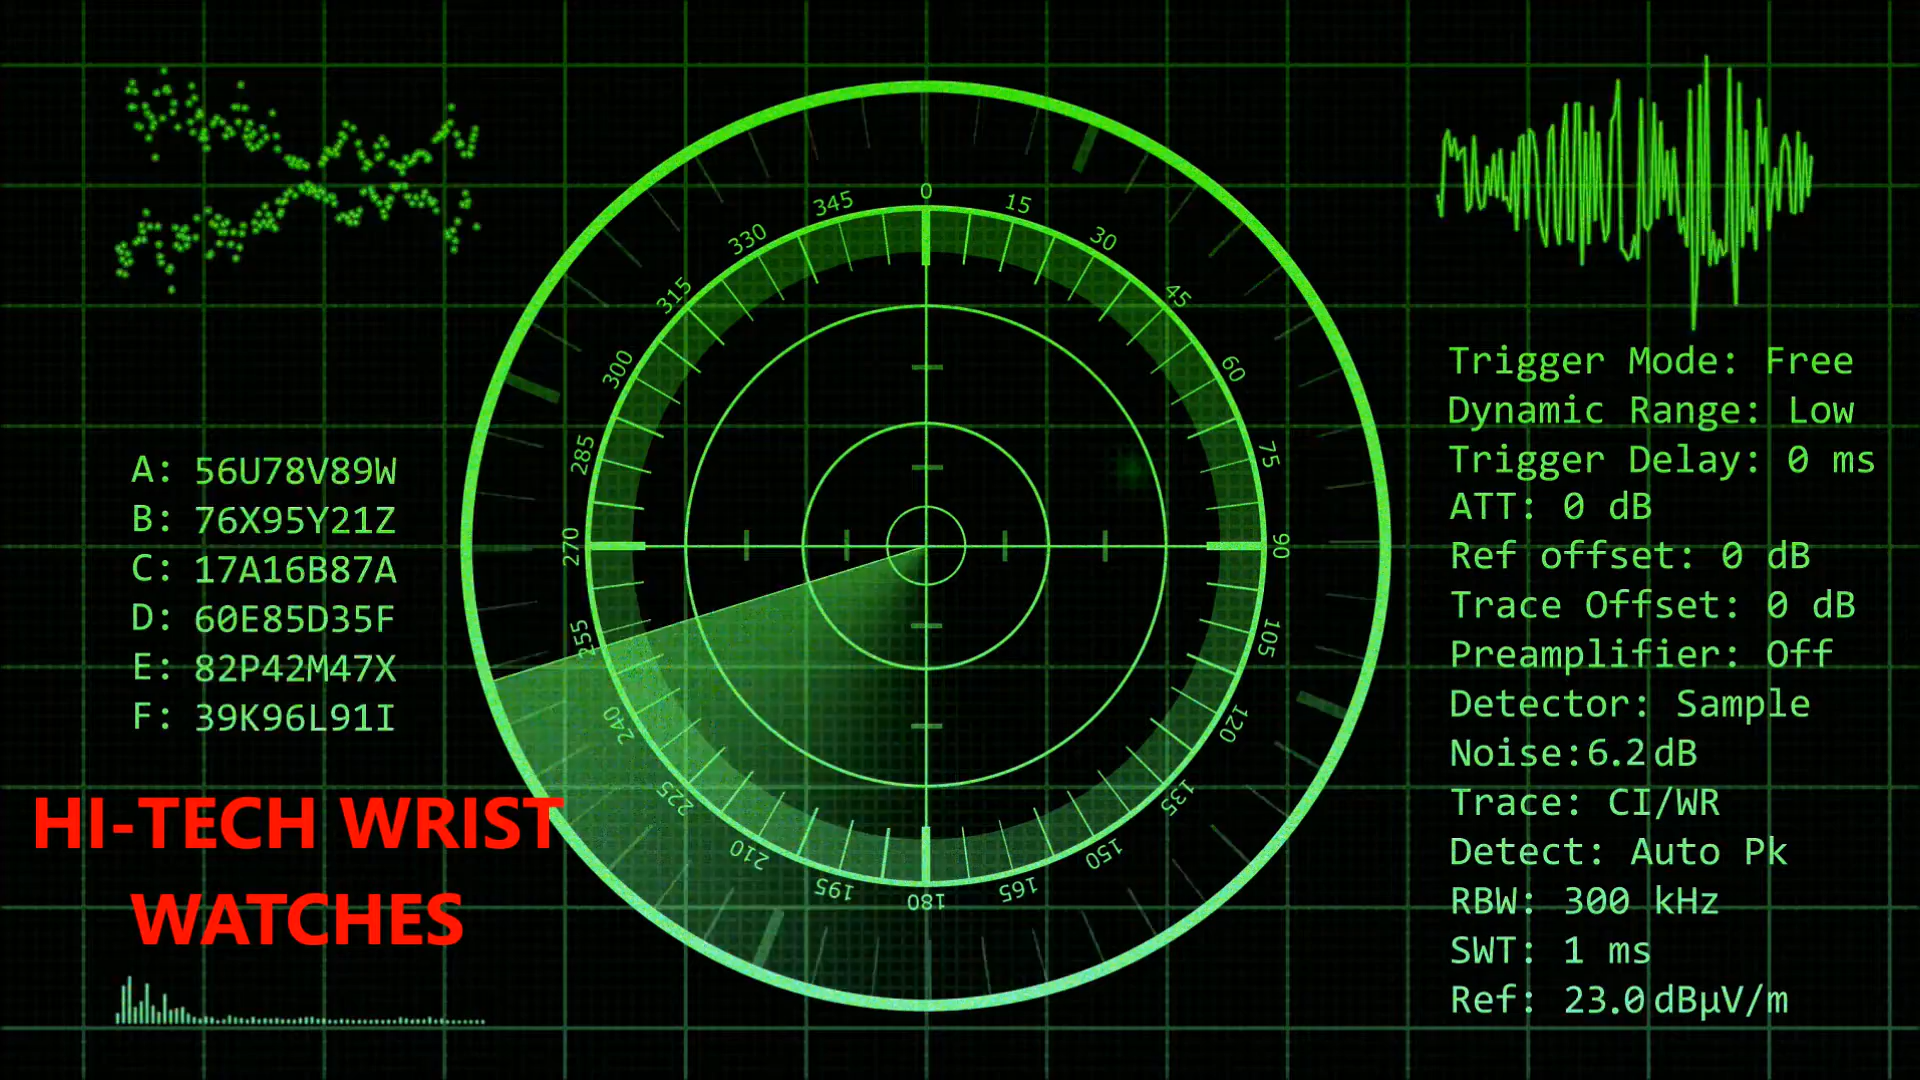 0
15
30
45
60
75
90
105
120
135
150
165
180
195
210
225
240
255
270
285
300
315
330
345
A: 56U78V89W
B: 76X95Y21Z
C: 17A16B87A
D: 60E85D35F
E: 82P42M47X
F: 39K96L91I
HI-TECH WRIST
WATCHES
Trigger Mode: Free
Dynamic Range: Low
Trigger Delay: 0 ms
ATT: 0 dB
Ref offset: 0 dB
Trace Offset: 0 dB
Preamplifier: Off
Detector: Sample
Noise:6.2dB
Trace: CI/WR
Detect: Auto Pk
RBW: 300 kHz
SWT: 1 ms
Ref: 23.0dBµV/m